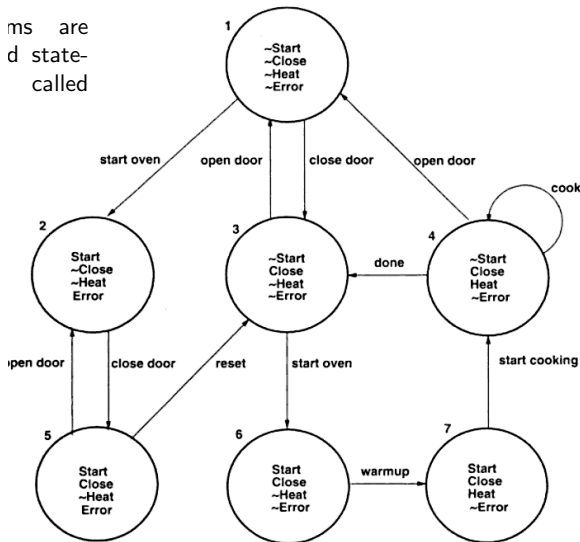 ms are
d state-
called
1
~Start
~Close
~Heat
~Error
start oven
open door
close door
open door
cook
2
Start
~Close
~Heat
Error
3
~Start
Close
~Heat
~Error
done
4
~Start
Close
Heat
~Error
open door
close door
reset
start oven
start cooking
5
Start
Close
~Heat
Error
6
Start
Close
~Heat
~Error
warmup
7
Start
Close
Heat
~Error